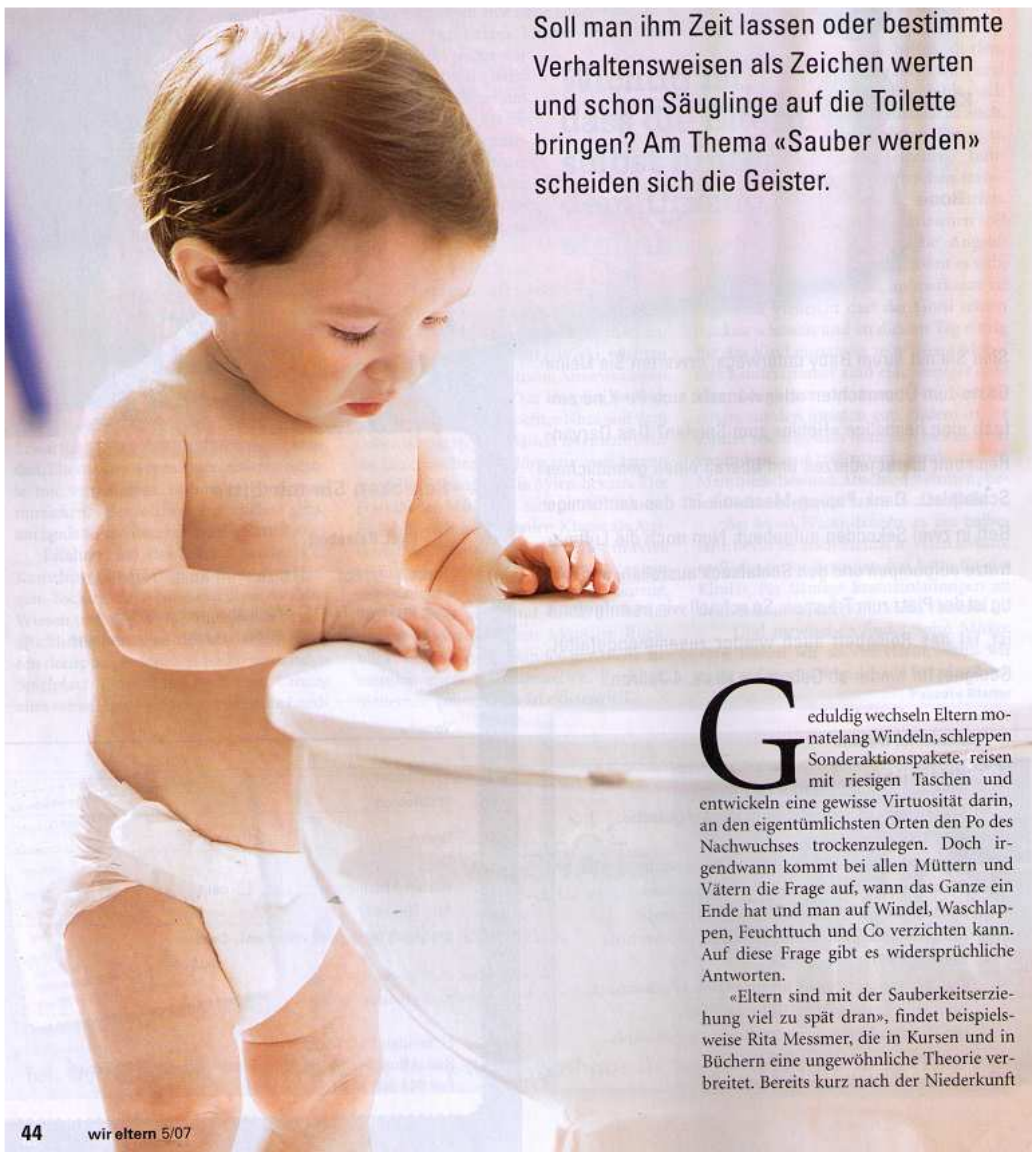 Soll man ihm Zeit lassen oder bestimmte
Verhaltensweisen als Zeichen werten
und schon Säuglinge auf die Toilette
bringen? Am Thema «Sauber werden»
scheiden sich die Geister.
Geduldig wechseln Eltern mo-
natelang Windeln, schleppen
Sonderaktionspakete, reisen
mit riesigen Taschen und
entwickeln eine gewisse Virtuosität darin,
an den eigentümlichsten Orten den Po des
Nachwuchses trockenzulegen. Doch ir-
gendwann kommt bei allen Müttern und
Vätern die Frage auf, wann das Ganze ein
Ende hat und man auf Windel, Waschlap-
pen, Feuchttuch und Co verzichten kann.
Auf diese Frage gibt es widersprüchliche
Antworten.
«Eltern sind mit der Sauberkeitserzie-
hung viel zu spät dran», findet beispiels-
weise Rita Messmer, die in Kursen und in
Büchern eine ungewöhnliche Theorie ver-
breitet. Bereits kurz nach der Niederkunft
44 wir eltern 5/07